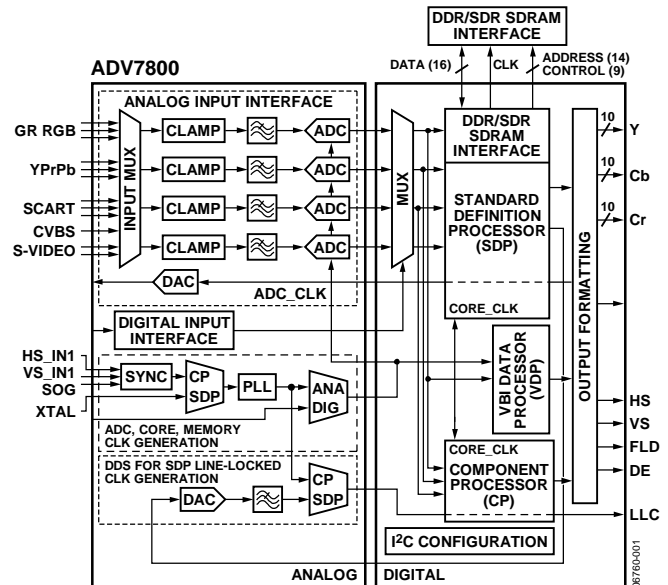 DDR/SDR SDRAM
INTERFACE
DATA (16)
CLK
ADDRESS (14)
CONTROL (9)
ADV7800
ANALOG INPUT INTERFACE
GR RGB
YPrPb
SCART
CVBS
S-VIDEO
INPUT MUX
CLAMP
ADC
CLAMP
ADC
CLAMP
ADC
CLAMP
ADC
DAC
ADC_CLK
MUX
DDR/SDR
SDRAM
INTERFACE
STANDARD
DEFINITION
PROCESSOR
(SDP)
CORE_CLK
10
Y
10
Cb
10
Cr
OUTPUT FORMATTING
DIGITAL INPUT
INTERFACE
HS_IN1
VS_IN1
SOG
XTAL
SYNC
CP
SDP
PLL
ANA
DIG
ADC, CORE, MEMORY
CLK GENERATION
VBI DATA
PROCESSOR
(VDP)
HS
VS
FLD
DE
LLC
DDS FOR SDP LINE-LOCKED
CLK GENERATION
DAC
CP
SDP
CORE_CLK
COMPONENT
PROCESSOR
(CP)
I2C CONFIGURATION
ANALOG
DIGITAL
06760-001